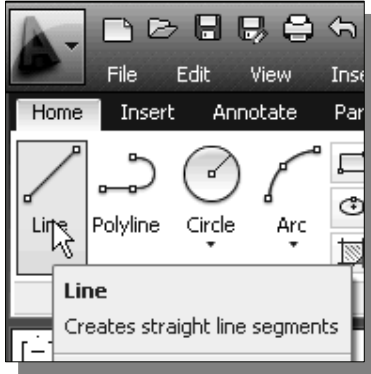 File Edit View
Home Insert Annotate
Line Polyline Circle Arc
Line
Creates straight line segments